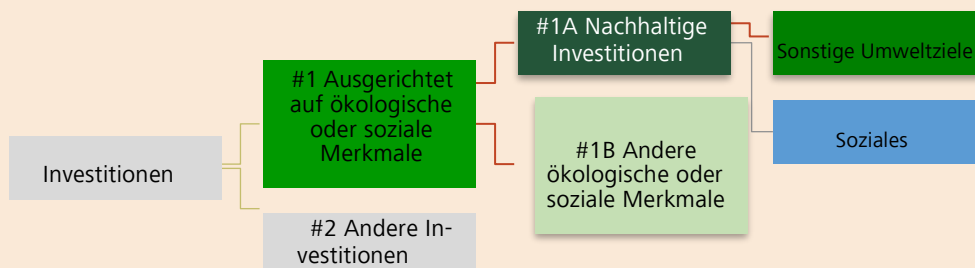 Investitionen
#1 Ausgerichtet
auf ökologische
oder soziale
Merkmale
#2 Andere In-
vestitionen
#1A Nachhaltige
Investitionen
#1B Andere
ökologische oder
soziale Merkmale
Sonstige Umweltziele
Soziales